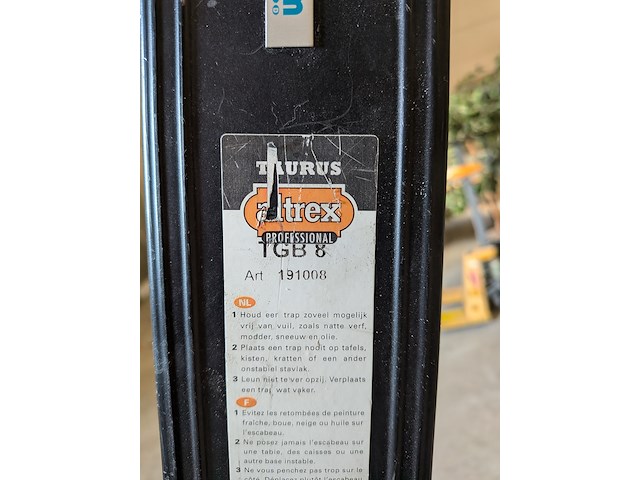 TAURUS
altrex
PROFESSIONAL
TGB 8
Art 191008
NL
1 Houd een trap zoveel mogelijk
vrij van vuil, zoals natte verf,
modder, sneeuw en olie.
2 Plaats een trap nooit op tafels,
kisten, kratten of een ander
onstabiel stavlak.
3 Leun niet te ver opzij. Verplaats
een trap wat vaker.
F
1 Evitez les retombées de peinture
fraîche, boue, neige ou huile sur
l'escabeau.
2 Ne posez jamais l'escabeau sur
une table, des caisses ou une
autre base instable.
3 Ne vous penchez pas trop sur le
côté. Déplacez plutôt l'escabeau